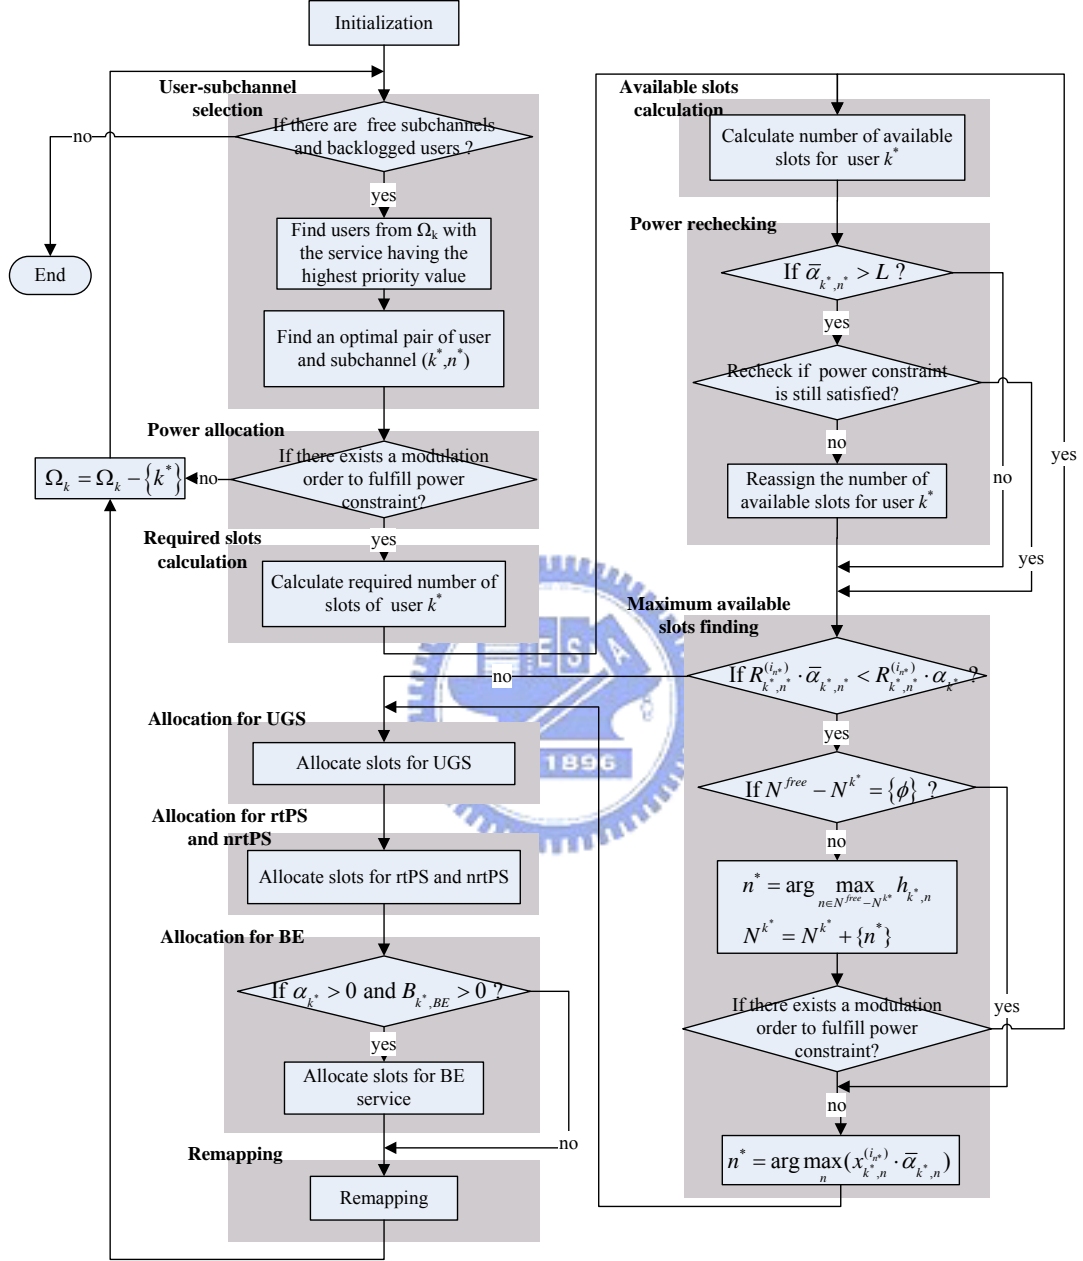 Initialization
User-subchannel
selection
If there are free subchannels
and backlogged users ?
no
yes
End
Find users from Ωk with
the service having the
highest priority value
Find an optimal pair of user
and subchannel (k*,n*)
Power allocation
If there exists a modulation
order to fulfill power
constraint?
no
Ωk = Ωk − {k*}
yes
Required slots
calculation
Calculate required number of
slots of user k*
Available slots
calculation
Calculate number of available
slots for user k*
Power rechecking
If ᾱk*,n* > L ?
yes
no
Recheck if power constraint
is still satisfied?
no
yes
Reassign the number of
available slots for user k*
Maximum available
slots finding
If Rk*,n*(in*) · ᾱk*,n* < Rk*,n*(in*) · αk* ?
no
yes
If Nfree − Nk* = {ϕ} ?
no
yes
n* = arg max n∈Nfree−Nk* hk*,n
Nk* = Nk* + {n*}
If there exists a modulation
order to fulfill power
constraint?
yes
no
n* = arg max n (xk*,n(in*) · ᾱk*,n)
Allocation for UGS
Allocate slots for UGS
Allocation for rtPS
and nrtPS
Allocate slots for rtPS and nrtPS
Allocation for BE
If αk* > 0 and Bk*,BE > 0 ?
yes
no
Allocate slots for BE
service
Remapping
Remapping
ESA
1896